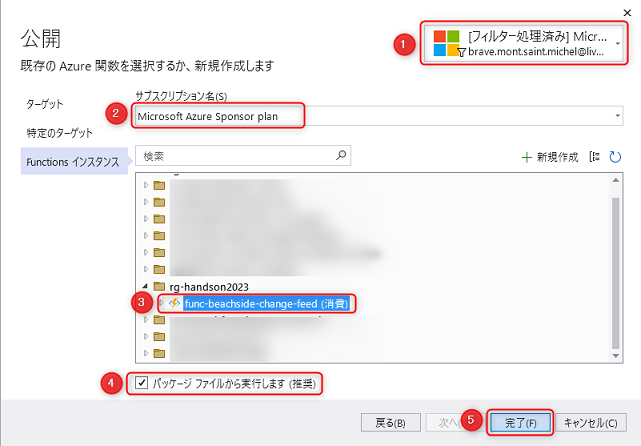 公開
既存の Azure 関数を選択するか、新規作成します
1
[フィルター処理済み] Micr...
brave.mont.saint.michel@liv...
ターゲット
特定のターゲット
Functions インスタンス
サブスクリプション名(S)
2
Microsoft Azure Sponsor plan
検索
新規作成
rg-handson2023
3
func-beachside-change-feed (消費)
4
パッケージ ファイルから実行します (推奨)
戻る(B)
次へ
5
完了(F)
キャンセル(C)